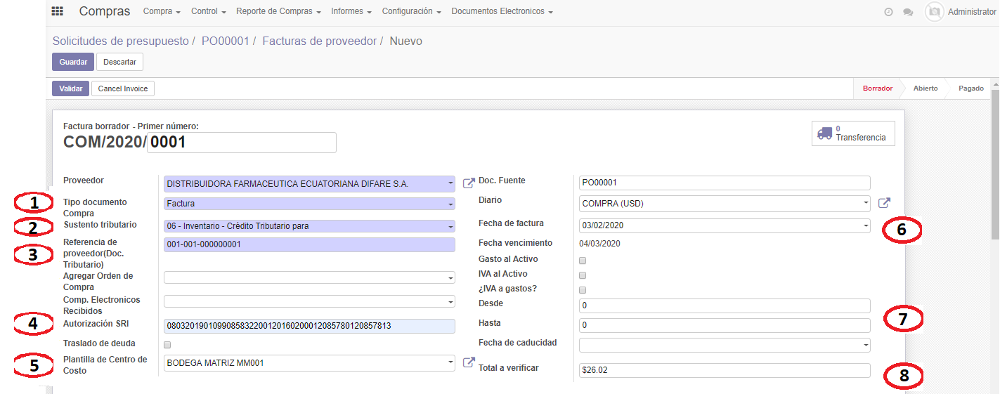 Compras Compra Control Reporte de Compras Informes Configuración Documentos Electronicos Administrator
Solicitudes de presupuesto / PO00001 / Facturas de proveedor / Nuevo
Guardar Descartar
Validar Cancel Invoice Borrador Abierto Pagado
Factura borrador - Primer número:
COM/2020/ 0001
0
Transferencia
Proveedor DISTRIBUIDORA FARMACEUTICA ECUATORIANA DIFARE S.A.
1 Tipo documento
Compra
Factura
2 Sustento tributario 06 - Inventario - Crédito Tributario para
3 Referencia de
proveedor(Doc.
Tributario)
001-001-000000001
Agregar Orden de
Compra
Comp. Electronicos
Recibidos
4 Autorización SRI 0803201901099085832200120160200012085780120857813
Traslado de deuda
5 Plantilla de Centro de
Costo
BODEGA MATRIZ MM001
Doc. Fuente PO00001
Diario COMPRA (USD)
Fecha de factura 03/02/2020 6
Fecha vencimiento 04/03/2020
Gasto al Activo
IVA al Activo
¿IVA a gastos?
Desde 0
Hasta 0 7
Fecha de caducidad
Total a verificar $26.02 8